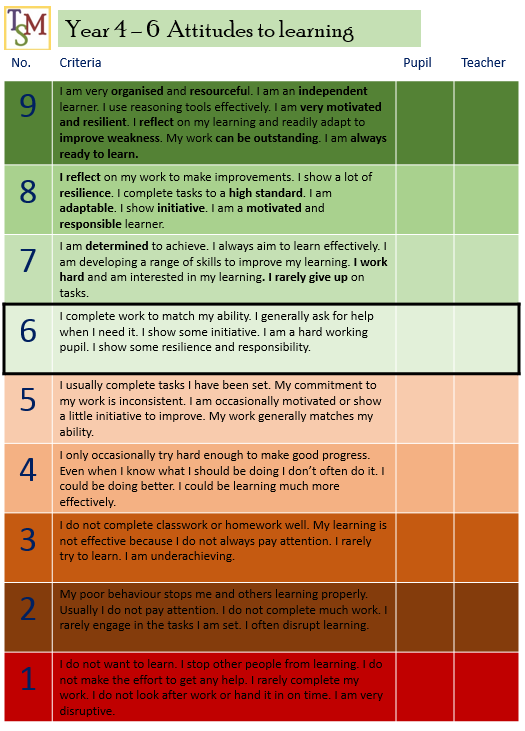 TSM
Year 4 – 6 Attitudes to learning
No. Criteria Pupil Teacher
9
I am very organised and resourceful. I am an independent
learner. I use reasoning tools effectively. I am very motivated
and resilient. I reflect on my learning and readily adapt to
improve weakness. My work can be outstanding. I am always
ready to learn.
8
I reflect on my work to make improvements. I show a lot of
resilience. I complete tasks to a high standard. I am
adaptable. I show initiative. I am a motivated and
responsible learner.
7
I am determined to achieve. I always aim to learn effectively. I
am developing a range of skills to improve my learning. I work
hard and am interested in my learning. I rarely give up on
tasks.
6
I complete work to match my ability. I generally ask for help
when I need it. I show some initiative. I am a hard working
pupil. I show some resilience and responsibility.
5
I usually complete tasks I have been set. My commitment to
my work is inconsistent. I am occasionally motivated or show
a little initiative to improve. My work generally matches my
ability.
4
I only occasionally try hard enough to make good progress.
Even when I know what I should be doing I don't often do it. I
could be doing better. I could be learning much more
effectively.
3
I do not complete classwork or homework well. My learning is
not effective because I do not always pay attention. I rarely
try to learn. I am underachieving.
2
My poor behaviour stops me and others learning properly.
Usually I do not pay attention. I do not complete much work. I
rarely engage in the tasks I am set. I often disrupt learning.
1
I do not want to learn. I stop other people from learning. I do
not make the effort to get any help. I rarely complete my
work. I do not look after work or hand it in on time. I am very
disruptive.